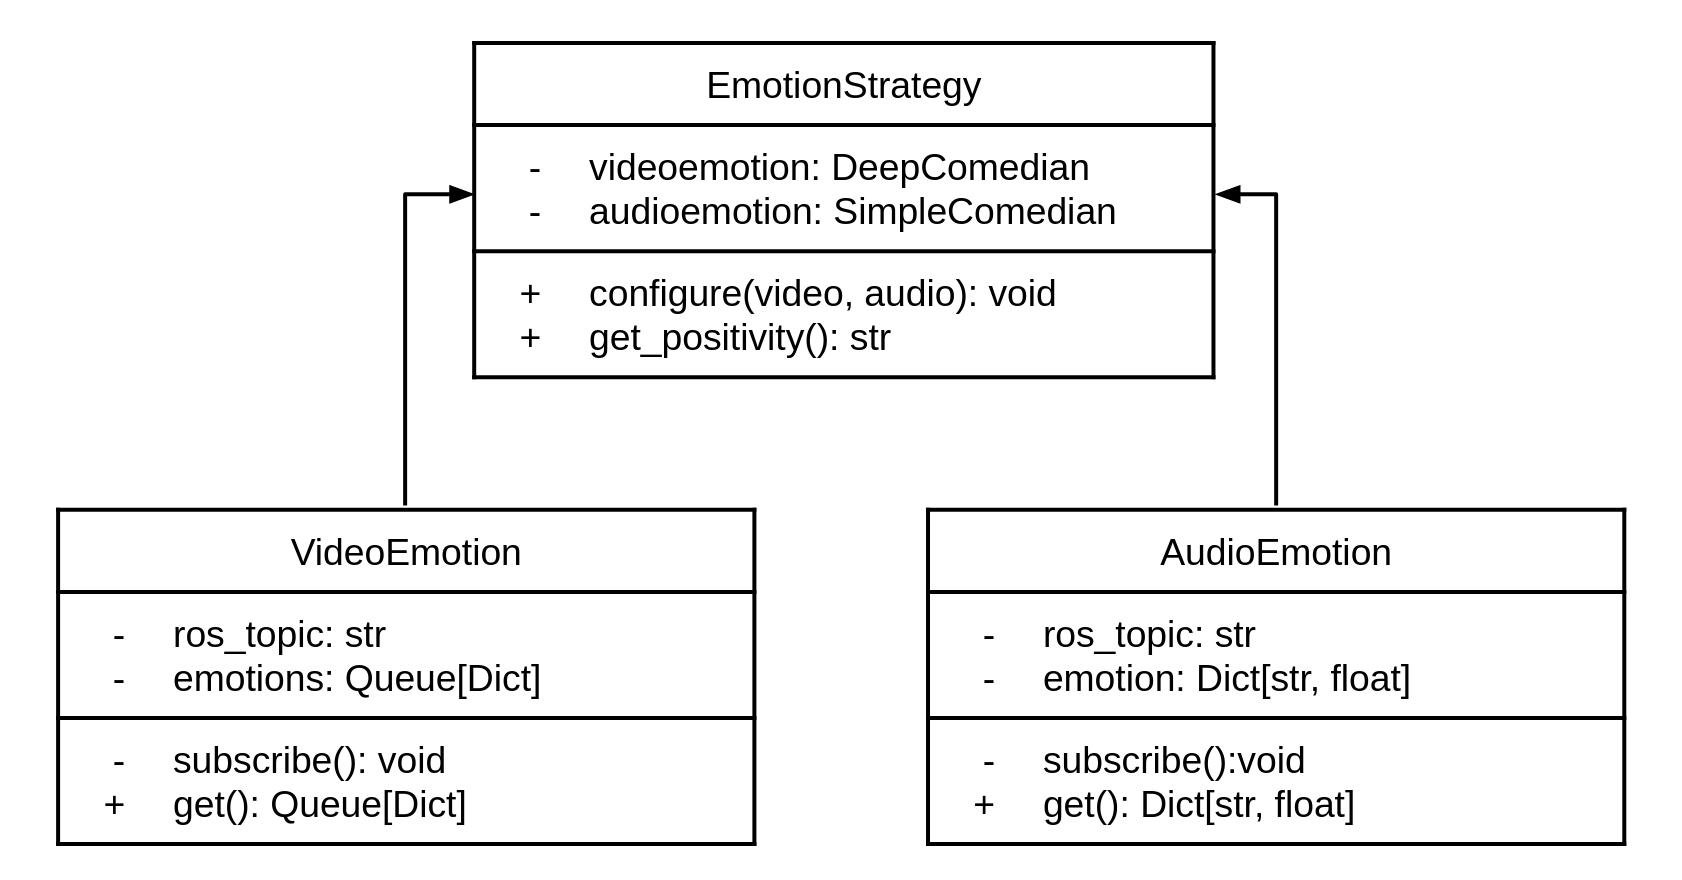 EmotionStrategy
- videoemotion: DeepComedian
- audioemotion: SimpleComedian
+ configure(video, audio): void
+ get_positivity(): str
VideoEmotion
- ros_topic: str
- emotions: Queue[Dict]
- subscribe(): void
+ get(): Queue[Dict]
AudioEmotion
- ros_topic: str
- emotion: Dict[str, float]
- subscribe():void
+ get(): Dict[str, float]